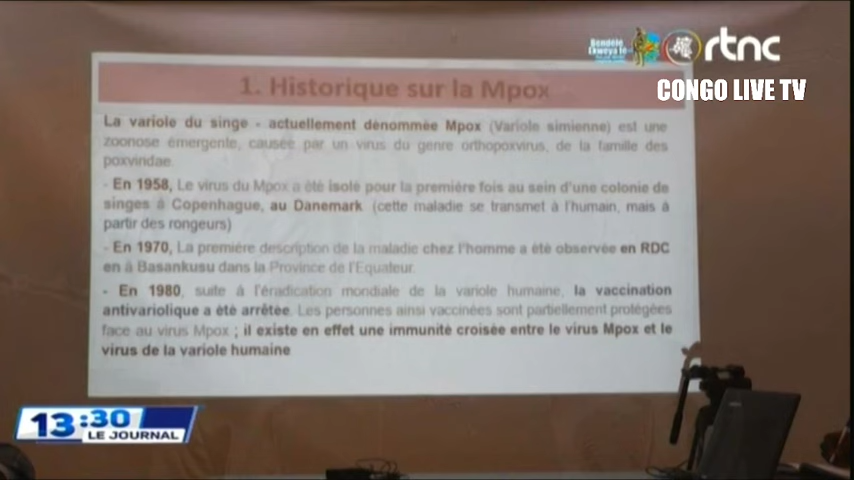 Bendele
Ekweya te
rtnc
CONGO LIVE TV
1. Historique sur la Mpox
La variole du singe - actuellement dénommée Mpox (Variole simienne) est une
zoonose émergente, causée par un virus du genre orthopoxvirus, de la famille des
poxviridae.
- En 1958, Le virus du Mpox a été isolé pour la première fois au sein d'une colonie de
singes à Copenhague, au Danemark (cette maladie se transmet à l'humain, mais à
partir des rongeurs)
- En 1970, La première description de la maladie chez l'homme a été observée en RDC
en à Basankusu dans la Province de l'Equateur.
- En 1980, suite à l'éradication mondiale de la variole humaine, la vaccination
antivariolique a été arrêtée. Les personnes ainsi vaccinées sont partiellement protégées
face au virus Mpox ; il existe en effet une immunité croisée entre le virus Mpox et le
virus de la variole humaine
13:30
LE JOURNAL